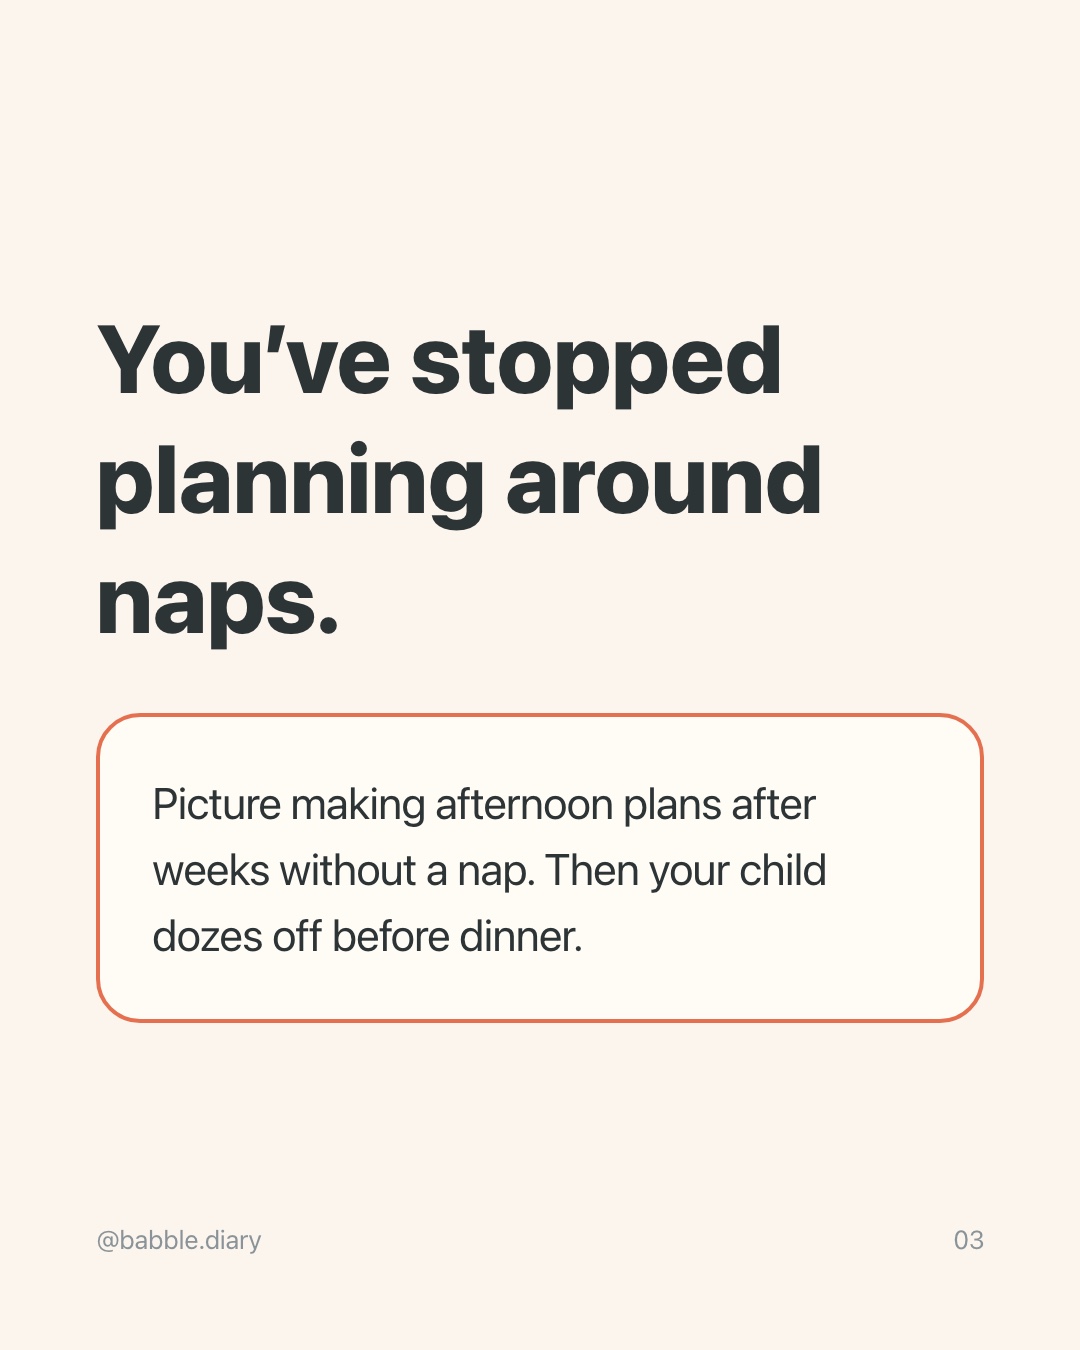 You’ve stopped
planning around
naps.
Picture making afternoon plans after
weeks without a nap. Then your child
dozes off before dinner.
@babble.diary
03